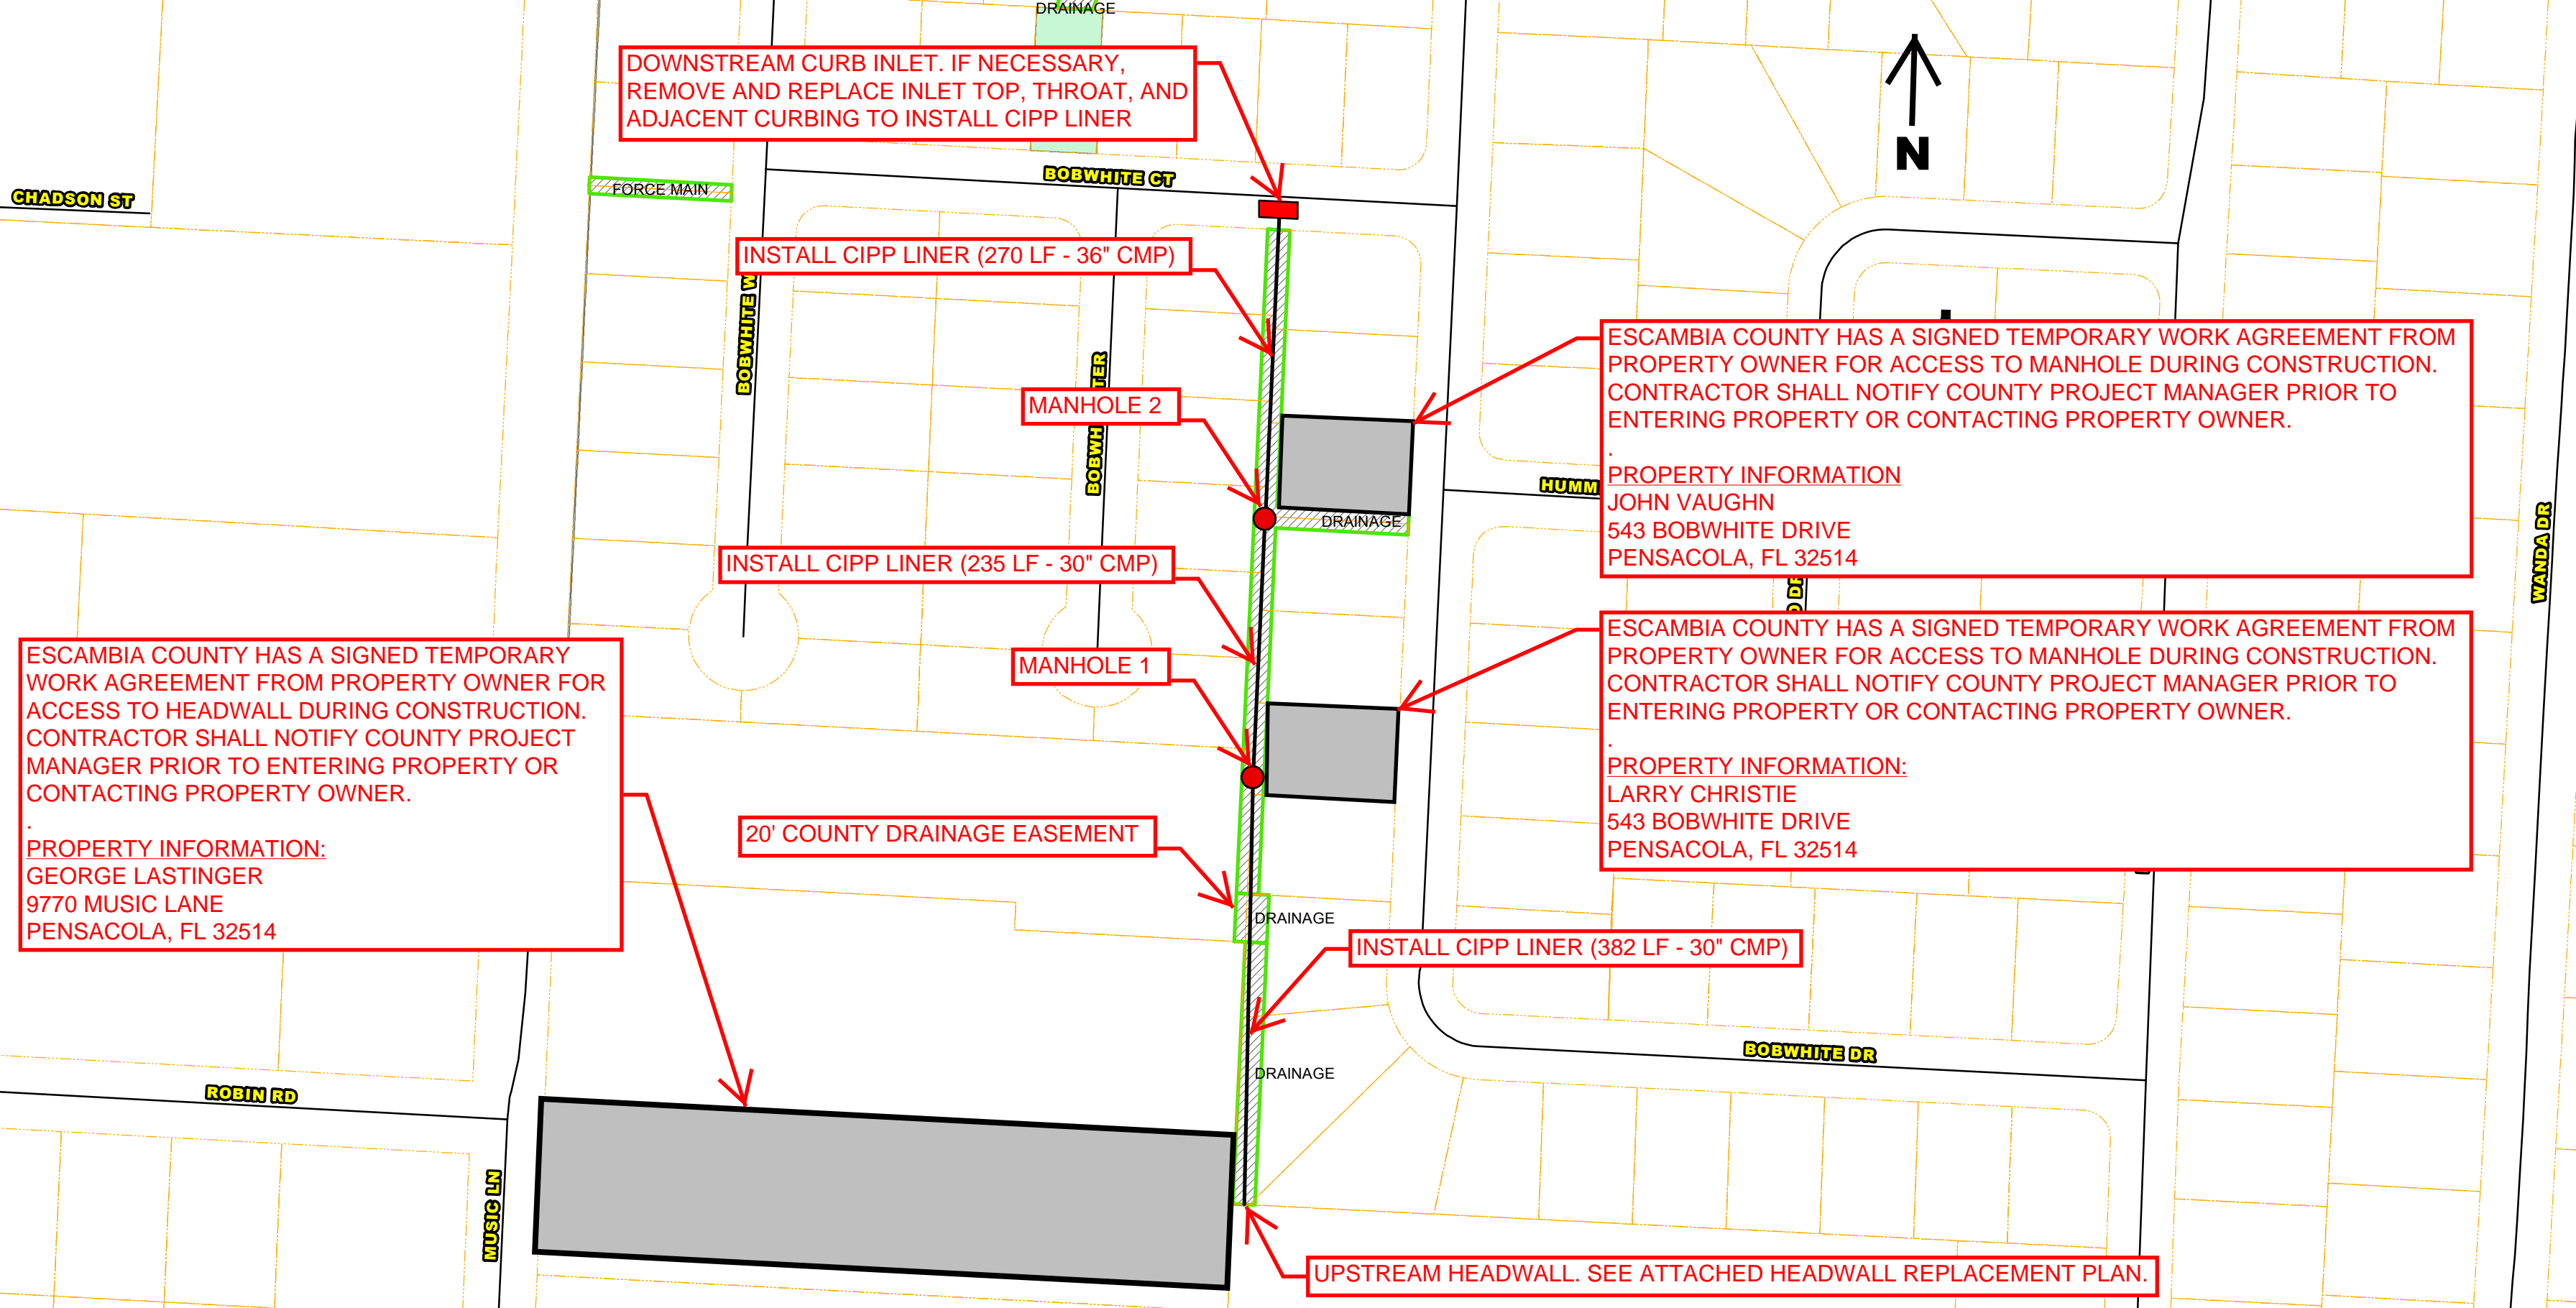 DRAINAGE
DOWNSTREAM CURB INLET. IF NECESSARY,
REMOVE AND REPLACE INLET TOP, THROAT, AND
ADJACENT CURBING TO INSTALL CIPP LINER
N
BOBWHITE CT
FORCE MAIN
CHADSON ST
INSTALL CIPP LINER (270 LF - 36" CMP)
BOBWHITE W
ESCAMBIA COUNTY HAS A SIGNED TEMPORARY WORK AGREEMENT FROM
PROPERTY OWNER FOR ACCESS TO MANHOLE DURING CONSTRUCTION.
CONTRACTOR SHALL NOTIFY COUNTY PROJECT MANAGER PRIOR TO
ENTERING PROPERTY OR CONTACTING PROPERTY OWNER.
.
PROPERTY INFORMATION
JOHN VAUGHN
543 BOBWHITE DRIVE
PENSACOLA, FL 32514
MANHOLE 2
BOBWH TER
HUMM
DRAINAGE
WANDA DR
INSTALL CIPP LINER (235 LF - 30" CMP)
D DR
MANHOLE 1
ESCAMBIA COUNTY HAS A SIGNED TEMPORARY WORK AGREEMENT FROM
PROPERTY OWNER FOR ACCESS TO MANHOLE DURING CONSTRUCTION.
CONTRACTOR SHALL NOTIFY COUNTY PROJECT MANAGER PRIOR TO
ENTERING PROPERTY OR CONTACTING PROPERTY OWNER.
.
PROPERTY INFORMATION:
LARRY CHRISTIE
543 BOBWHITE DRIVE
PENSACOLA, FL 32514
ESCAMBIA COUNTY HAS A SIGNED TEMPORARY
WORK AGREEMENT FROM PROPERTY OWNER FOR
ACCESS TO HEADWALL DURING CONSTRUCTION.
CONTRACTOR SHALL NOTIFY COUNTY PROJECT
MANAGER PRIOR TO ENTERING PROPERTY OR
CONTACTING PROPERTY OWNER.
.
PROPERTY INFORMATION:
GEORGE LASTINGER
9770 MUSIC LANE
PENSACOLA, FL 32514
20' COUNTY DRAINAGE EASEMENT
DRAINAGE
INSTALL CIPP LINER (382 LF - 30" CMP)
BOBWHITE DR
DRAINAGE
ROBIN RD
MUSIC LN
UPSTREAM HEADWALL. SEE ATTACHED HEADWALL REPLACEMENT PLAN.